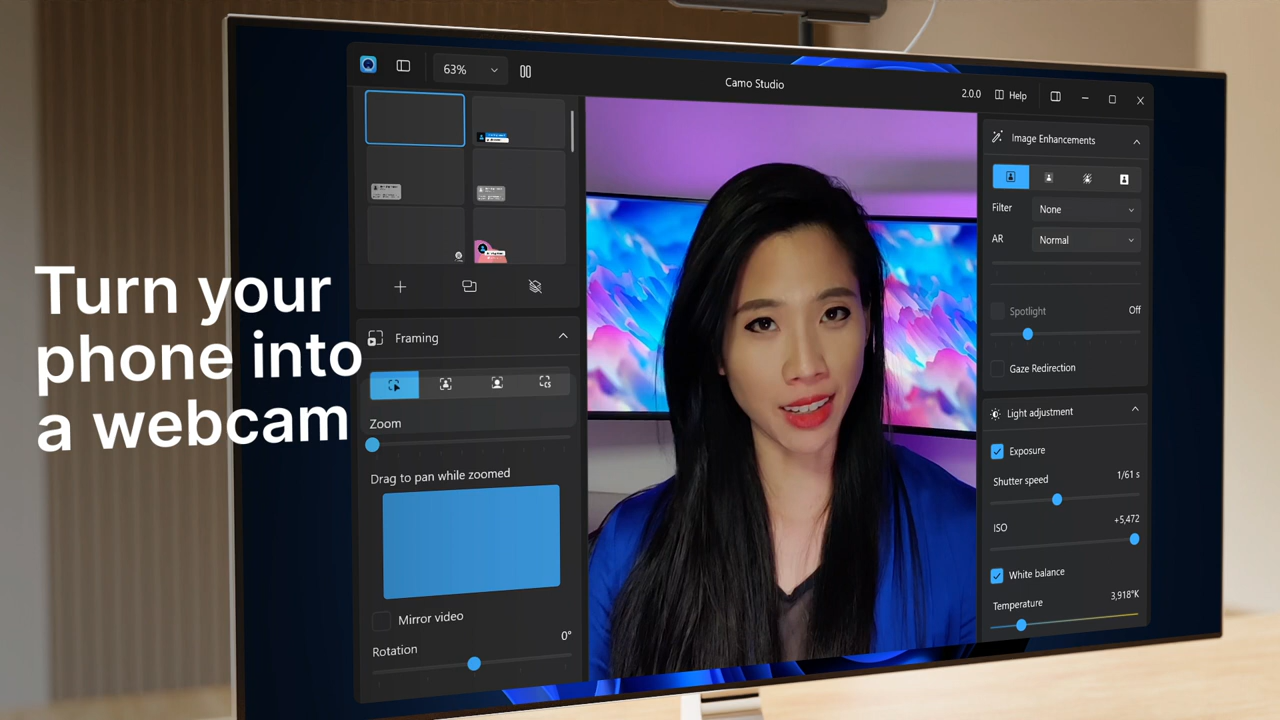 63%
Camo Studio
2.0.0
Help
Image Enhancements
Filter
None
AR
Normal
Spotlight
Off
Gaze Redirection
Light adjustment
Exposure
Shutter speed
1/61 s
ISO
+5,472
White balance
Temperature
3,918°K
Framing
Zoom
Drag to pan while zoomed
Mirror video
Rotation
0°
Turn your
phone into
a webcam